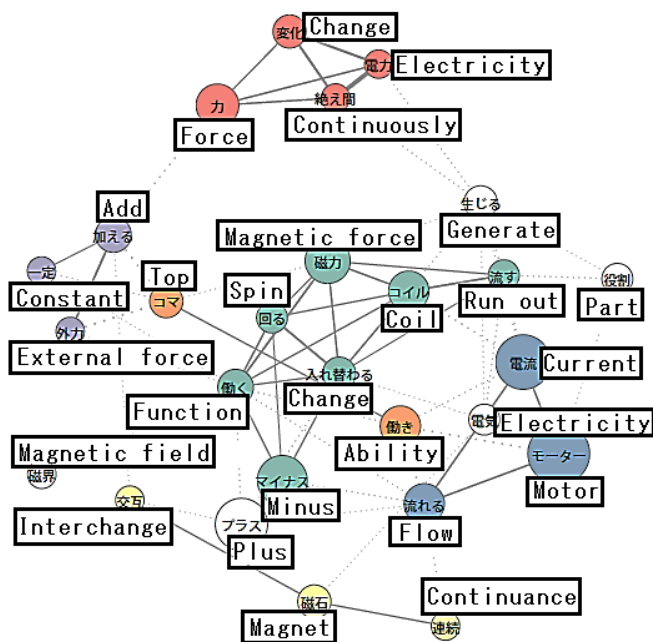 変化
Change
電力
Electricity
力
Force
絶え間
Continuously
生じる
Generate
Add
加える
Magnetic force
磁力
一定
Constant
Top
コマ
Spin
回る
コイル
Coil
流す
Run out
役割
Part
外力
External force
入れ替わる
Change
電流
Current
働く
Function
働き
Ability
電気
Electricity
モーター
Motor
Magnetic field
磁界
マイナス
Minus
交互
Interchange
プラス
Plus
流れる
Flow
磁石
Magnet
Continuance
連続